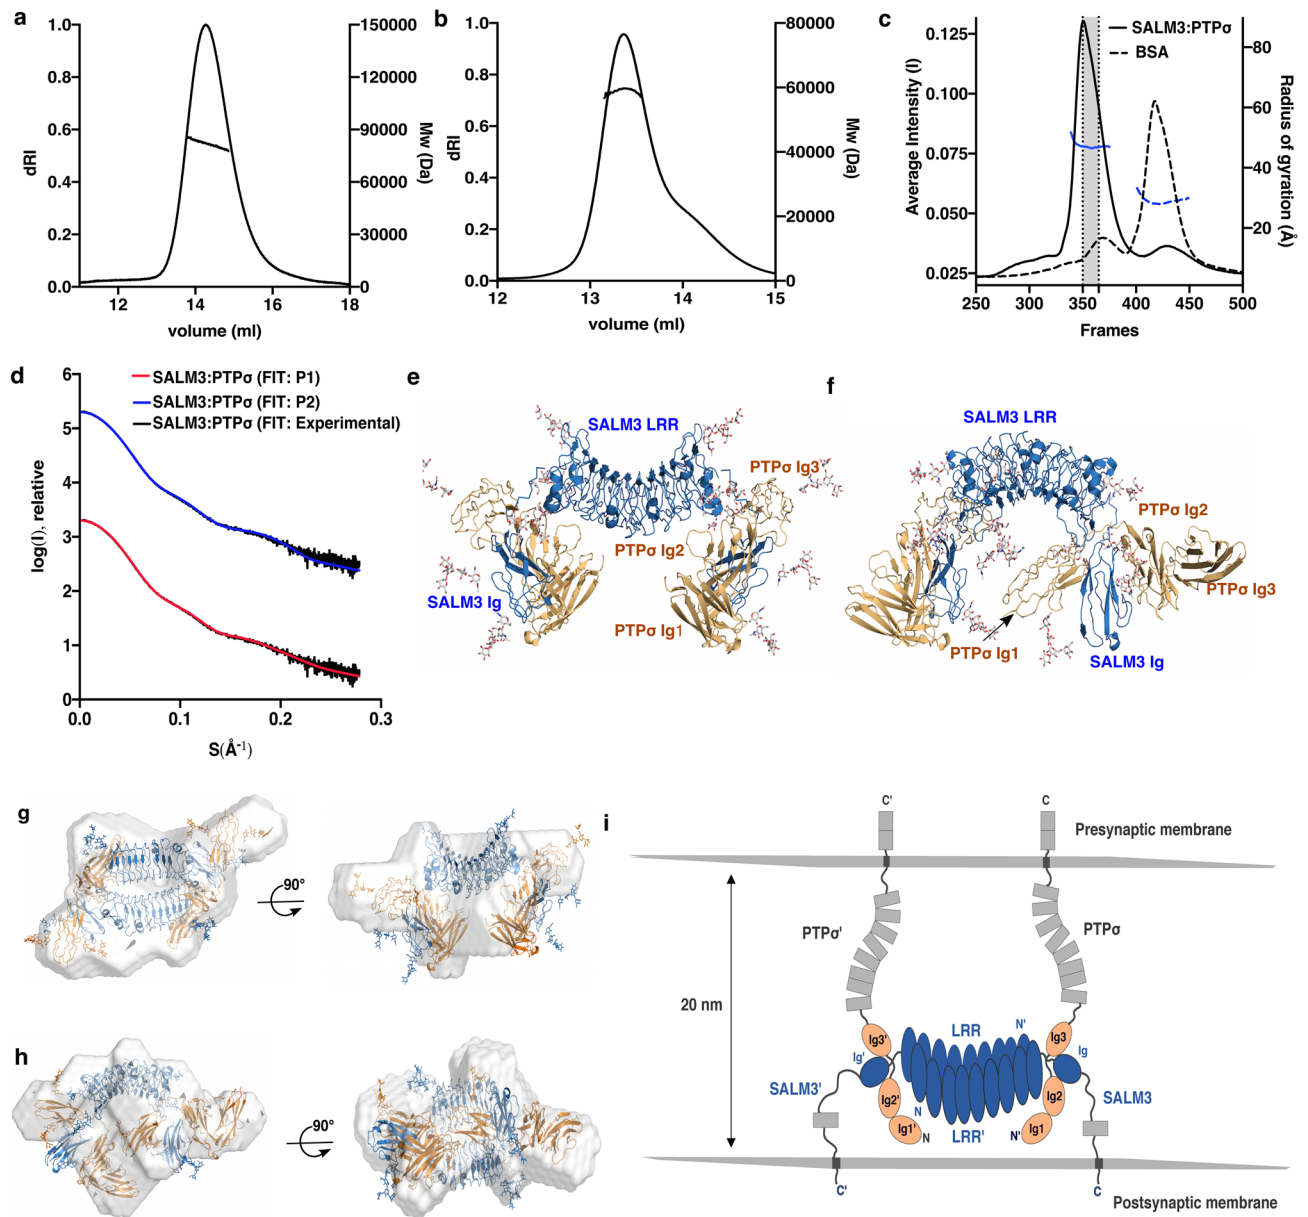 a
dRI
1.0
0.8
0.6
0.4
0.2
0.0
12
14
16
18
volume (ml)
150000
120000
90000
60000
30000
0
Mw (Da)
b
dRI
1.0
0.8
0.6
0.4
0.2
0.0
12
13
14
15
volume (ml)
80000
60000
40000
20000
0
Mw (Da)
c
Average Intensity (I)
0.125
0.100
0.075
0.050
0.025
250
300
350
400
450
500
Frames
SALM3:PTPσ
BSA
80
60
40
20
Radius of gyration (Å)
d
log(I), relative
6
5
4
3
2
1
0
0.0
0.1
0.2
0.3
S(Å⁻¹)
SALM3:PTPσ (FIT: P1)
SALM3:PTPσ (FIT: P2)
SALM3:PTPσ (FIT: Experimental)
e
SALM3 LRR
PTPσ Ig3
PTPσ Ig2
SALM3 Ig
PTPσ Ig1
f
SALM3 LRR
PTPσ Ig2
PTPσ Ig3
PTPσ Ig1
SALM3 Ig
g
90°
h
90°
i
C'
C
Presynaptic membrane
PTPσ'
PTPσ
20 nm
LRR
N'
Ig3'
Ig3
Ig'
Ig
SALM3'
SALM3
Ig2'
Ig2
N
Ig1'
N
LRR'
N'
Ig1
C'
C
Postsynaptic membrane